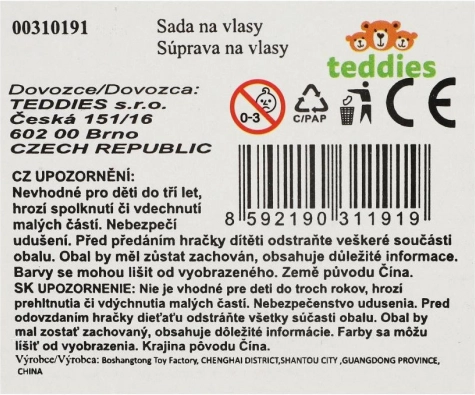 00310191
Sada na vlasy
Súprava na vlasy
teddies
Dovozce/Dovozca:
TEDDIES s.r.o.
Česká 151/16
602 00 Brno
CZECH REPUBLIC
0-3
C/PAP
CE
8 592190 311919
CZ UPOZORNĚNÍ:
Nevhodné pro děti do tří let,
hrozí spolknutí či vdechnutí
malých částí. Nebezpečí
udušení. Před předáním hračky dítěti odstraňte veškeré součásti
obalu. Obal by měl zůstat zachován, obsahuje důležité informace.
Barvy se mohou lišit od vyobrazeného. Země původu Čína.
SK UPOZORNENIE: Nie je vhodné pre deti do troch rokov, hrozí
prehltnutia či vdýchnutia malých častí. Nebezpečenstvo udusenia. Pred
odovzdaním hračky dieťaťu odstráňte všetky súčasti obalu. Obal by
mal zostať zachovaný, obsahuje důležité informácie. Farby sa môžu
líšiť od vyobrazení. Krajina pôvodu Čína.
Výrobce/Výrobca: Boshangtong Toy Factory, CHENGHAI DISTRICT,SHANTOU CITY ,GUANGDONG PROVINCE,
CHINA